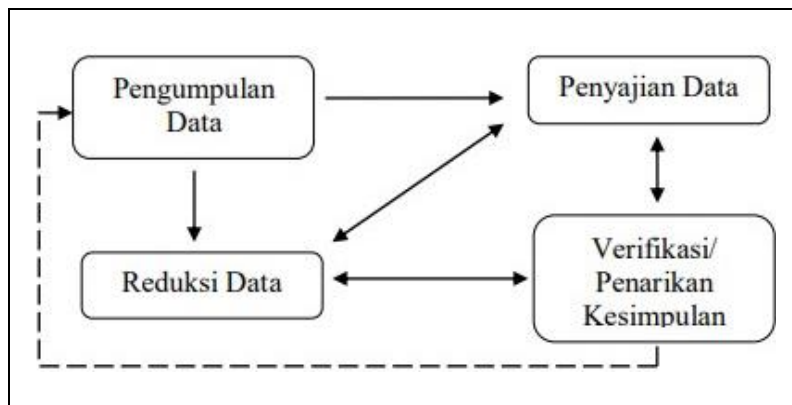 Pengumpulan
Data
Penyajian Data
Reduksi Data
Verifikasi/
Penarikan
Kesimpulan